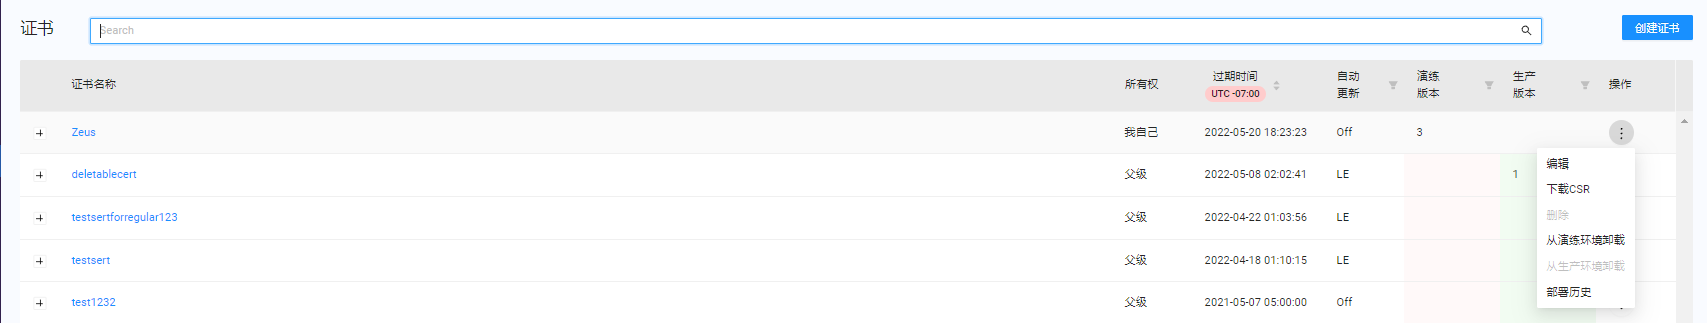 证书
Search
创建证书
证书名称
所有权
过期时间
UTC -07:00
自动
更新
演练
版本
生产
版本
操作
Zeus
我自己
2022-05-20 18:23:23
Off
3
deletablecert
父级
2022-05-08 02:02:41
LE
1
testsertforregular123
父级
2022-04-22 01:03:56
LE
testsert
父级
2022-04-18 01:10:15
LE
test1232
父级
2021-05-07 05:00:00
Off
编辑
下载CSR
删除
从演练环境卸载
从生产环境卸载
部署历史